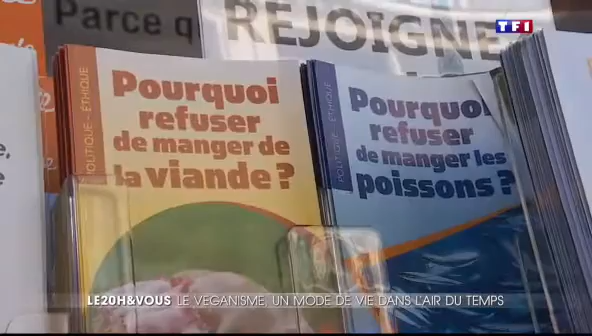 Parce q
REJOIGNE
TF1
POLITIQUE - ÉTHIQUE
Pourquoi
refuser
de manger de
la viande ?
POLITIQUE - ÉTHIQUE
Pourquoi
refuser
de manger les
poissons ?
LE20H&VOUS LE VEGANISME, UN MODE DE VIE DANS L'AIR DU TEMPS